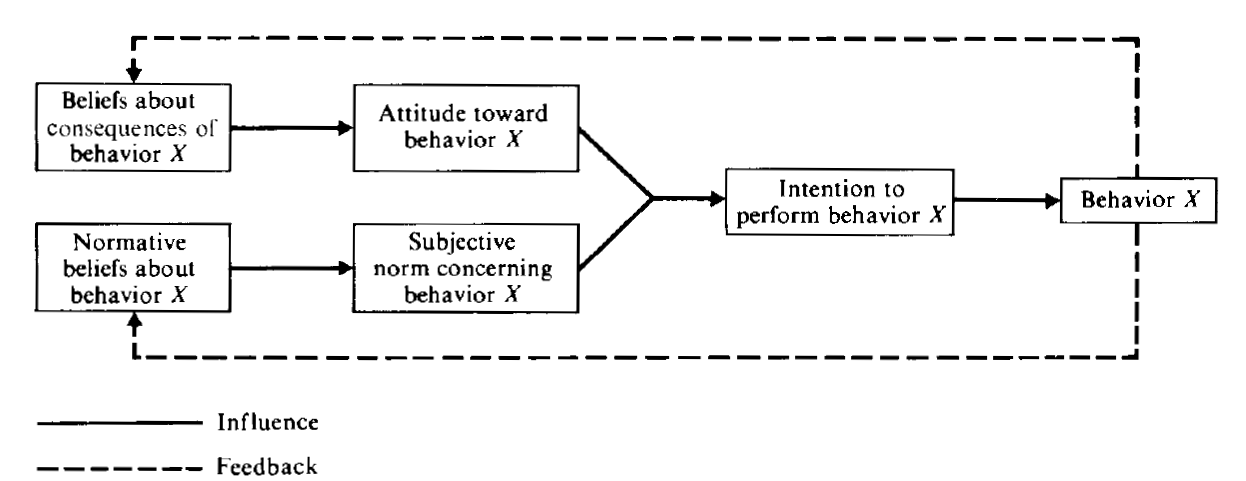 Beliefs about
consequences of
behavior X
Attitude toward
behavior X
Normative
beliefs about
behavior X
Subjective
norm concerning
behavior X
Intention to
perform behavior X
Behavior X
Influence
Feedback